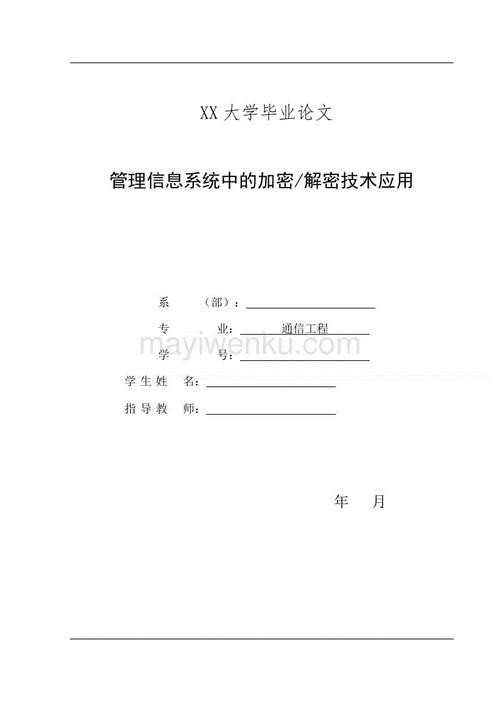 XX 大学毕业论文
管理信息系统中的加密/解密技术应用
系 （部）：
专 业： 通信工程
mayiwenku.com
学 号：
学生姓 名：
指导教 师：
年 月